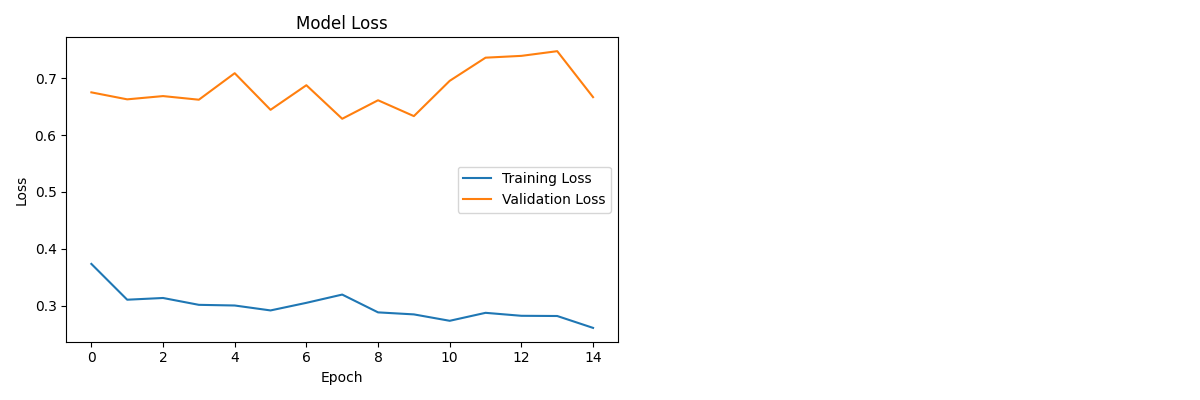 Model Loss
Loss
0.7
0.6
0.5
0.4
0.3
Training Loss
Validation Loss
0 2 4 6 8 10 12 14
Epoch